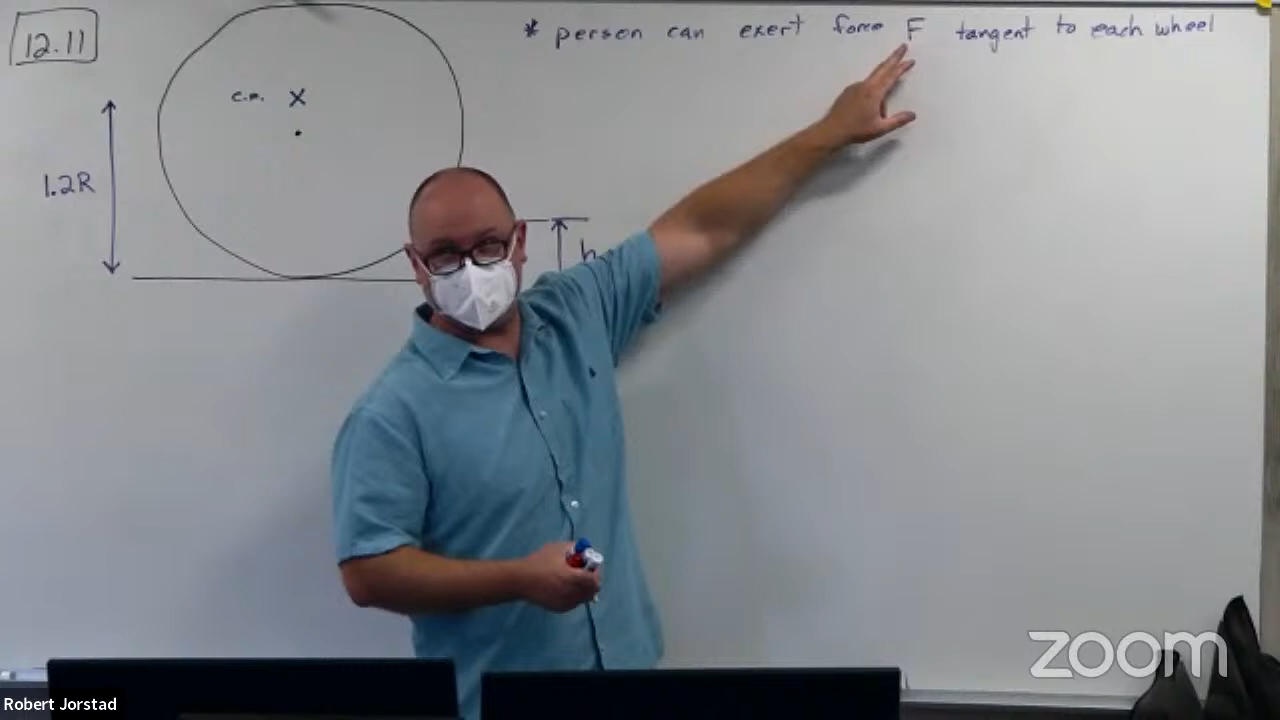 12.11
* person can exert force F tangent to each wheel
c.m. x
1.2R
h
zoom
Robert Jorstad